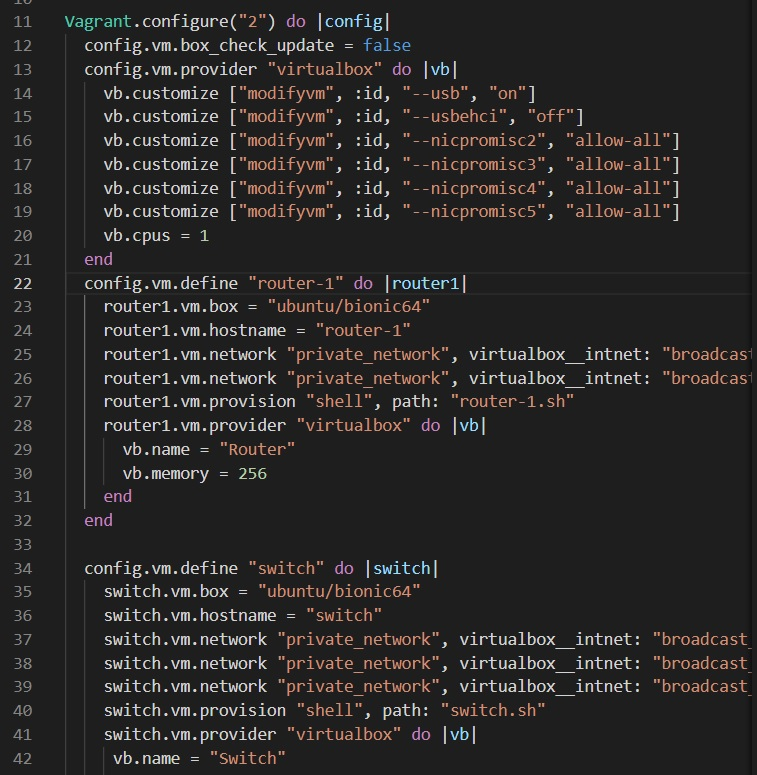 11 Vagrant.configure("2") do |config|
12 config.vm.box_check_update = false
13 config.vm.provider "virtualbox" do |vb|
14 vb.customize ["modifyvm", :id, "--usb", "on"]
15 vb.customize ["modifyvm", :id, "--usbehci", "off"]
16 vb.customize ["modifyvm", :id, "--nicpromisc2", "allow-all"]
17 vb.customize ["modifyvm", :id, "--nicpromisc3", "allow-all"]
18 vb.customize ["modifyvm", :id, "--nicpromisc4", "allow-all"]
19 vb.customize ["modifyvm", :id, "--nicpromisc5", "allow-all"]
20 vb.cpus = 1
21 end
22 config.vm.define "router-1" do |router1|
23 router1.vm.box = "ubuntu/bionic64"
24 router1.vm.hostname = "router-1"
25 router1.vm.network "private_network", virtualbox__intnet: "broadcast
26 router1.vm.network "private_network", virtualbox__intnet: "broadcast
27 router1.vm.provision "shell", path: "router-1.sh"
28 router1.vm.provider "virtualbox" do |vb|
29 vb.name = "Router"
30 vb.memory = 256
31 end
32 end
33
34 config.vm.define "switch" do |switch|
35 switch.vm.box = "ubuntu/bionic64"
36 switch.vm.hostname = "switch"
37 switch.vm.network "private_network", virtualbox__intnet: "broadcast_
38 switch.vm.network "private_network", virtualbox__intnet: "broadcast_
39 switch.vm.network "private_network", virtualbox__intnet: "broadcast_
40 switch.vm.provision "shell", path: "switch.sh"
41 switch.vm.provider "virtualbox" do |vb|
42 vb.name = "Switch"